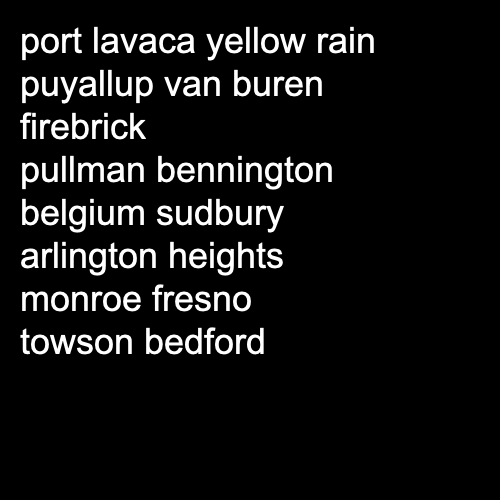 port lavaca yellow rain
puyallup van buren
firebrick
pullman bennington
belgium sudbury
arlington heights
monroe fresno
towson bedford